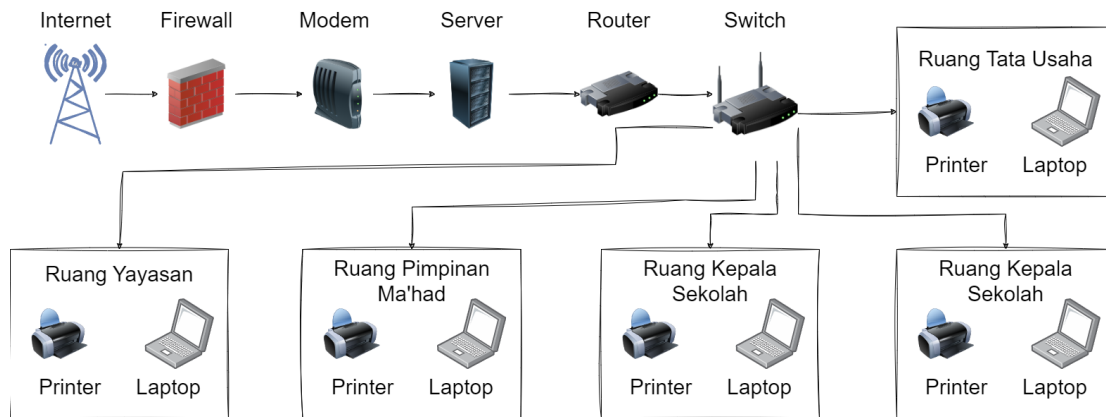 Internet
Firewall
Modem
Server
Router
Switch
Ruang Tata Usaha
Printer
Laptop
Ruang Yayasan
Printer
Laptop
Ruang Pimpinan
Ma'had
Printer
Laptop
Ruang Kepala
Sekolah
Printer
Laptop
Ruang Kepala
Sekolah
Printer
Laptop